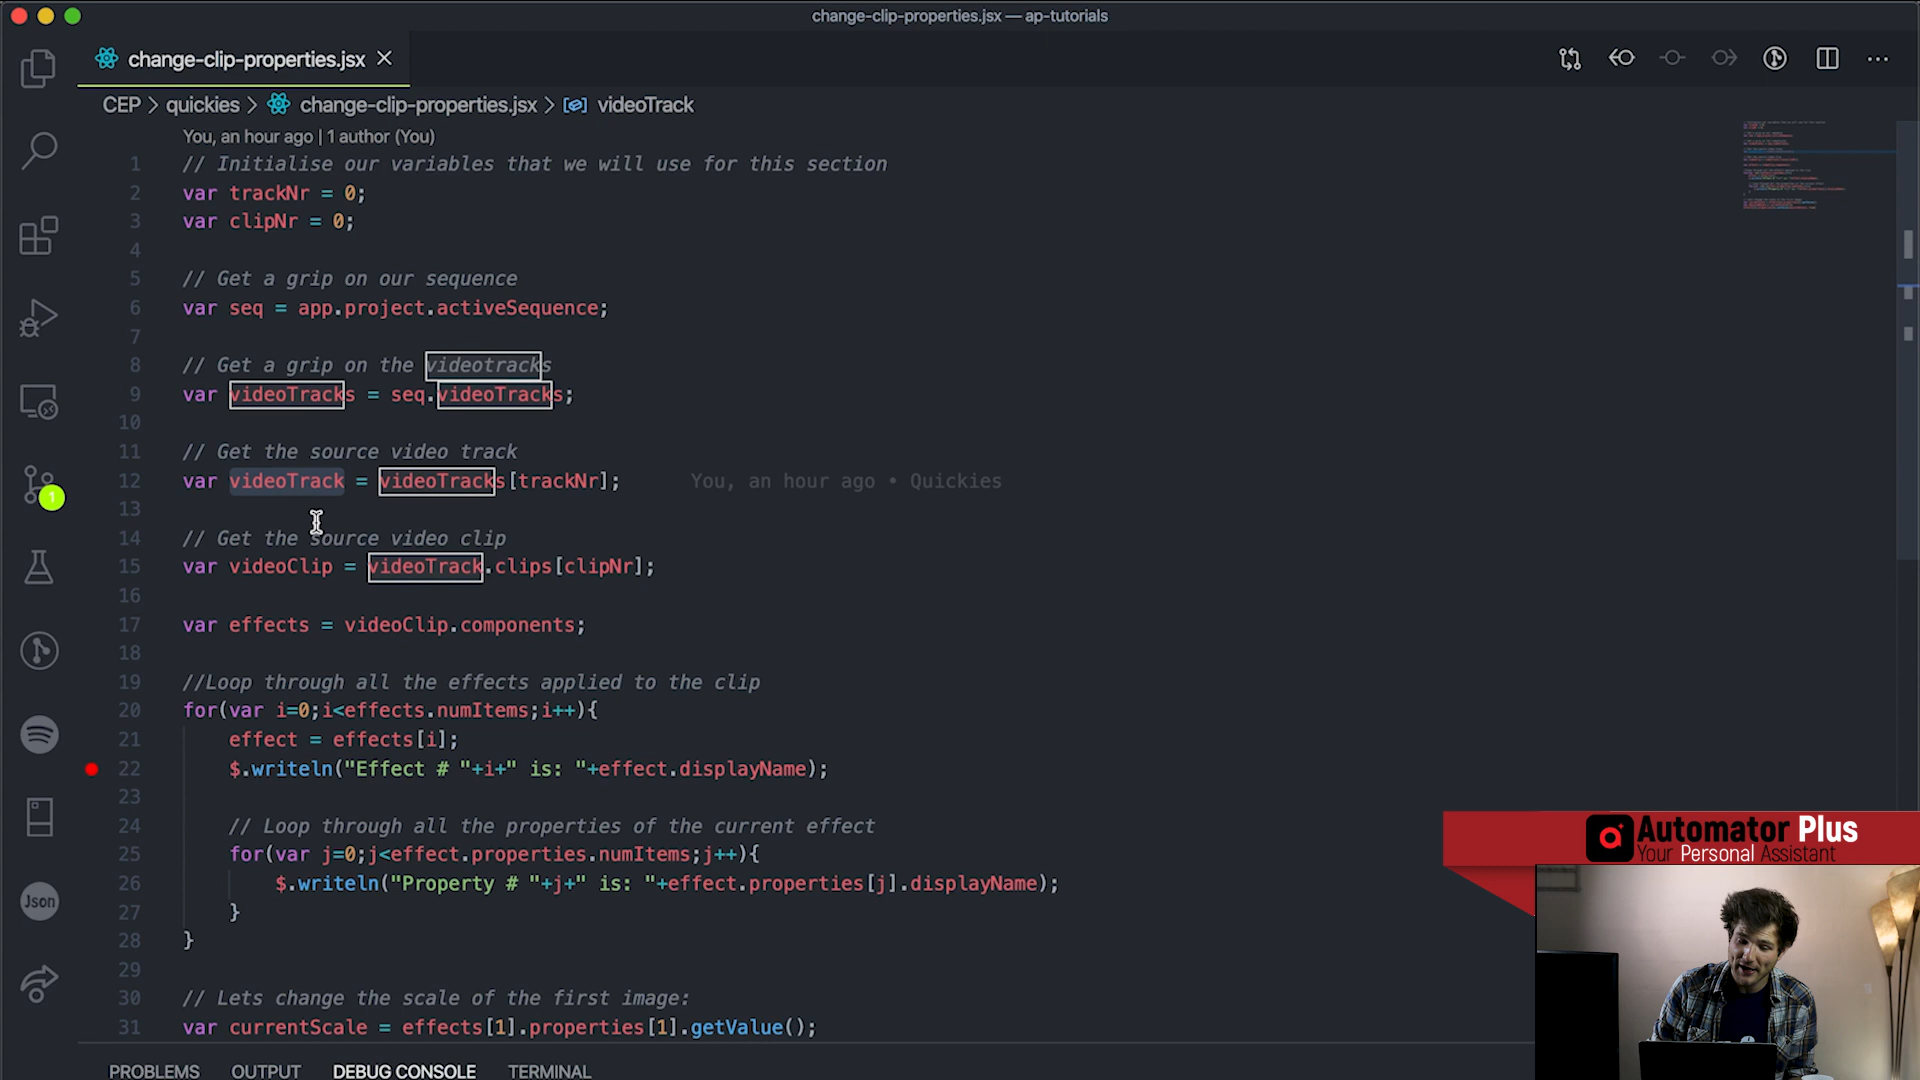 change-clip-properties.jsx — ap-tutorials
change-clip-properties.jsx
CEP > quickies > change-clip-properties.jsx > videoTrack
You, an hour ago | 1 author (You)
1 // Initialise our variables that we will use for this section
2 var trackNr = 0;
3 var clipNr = 0;
4
5 // Get a grip on our sequence
6 var seq = app.project.activeSequence;
7
8 // Get a grip on the videotracks
9 var videoTracks = seq.videoTracks;
10
11 // Get the source video track
12 var videoTrack = videoTracks[trackNr]; You, an hour ago • Quickies
13
14 // Get the source video clip
15 var videoClip = videoTrack.clips[clipNr];
16
17 var effects = videoClip.components;
18
19 //Loop through all the effects applied to the clip
20 for(var i=0;i<effects.numItems;i++){
21 effect = effects[i];
22 $.writeln("Effect # "+i+" is: "+effect.displayName);
23
24 // Loop through all the properties of the current effect
25 for(var j=0;j<effect.properties.numItems;j++){
26 $.writeln("Property # "+j+" is: "+effect.properties[j].displayName);
27 }
28 }
29
30 // Lets change the scale of the first image:
31 var currentScale = effects[1].properties[1].getValue();
PROBLEMS OUTPUT DEBUG CONSOLE TERMINAL
1
Json
Automator Plus
Your Personal Assistant